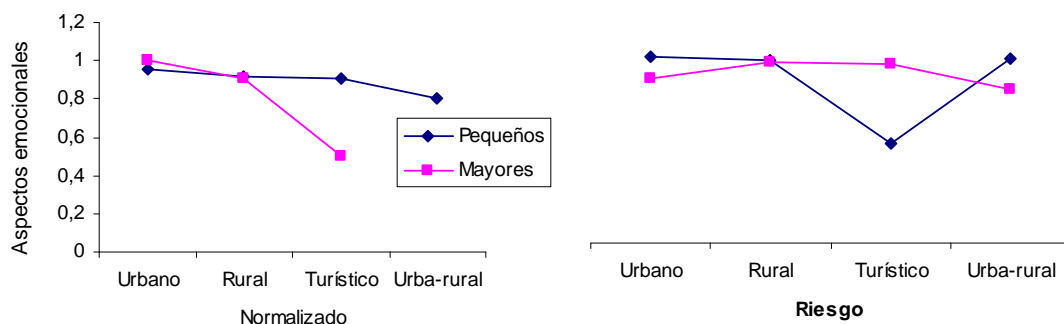 Aspectos emocionales
1,2
1
0,8
0,6
0,4
0,2
0
Urbano Rural Turístico Urba-rural
Normalizado
Pequeños
Mayores
Urbano Rural Turístico Urba-rural
Riesgo